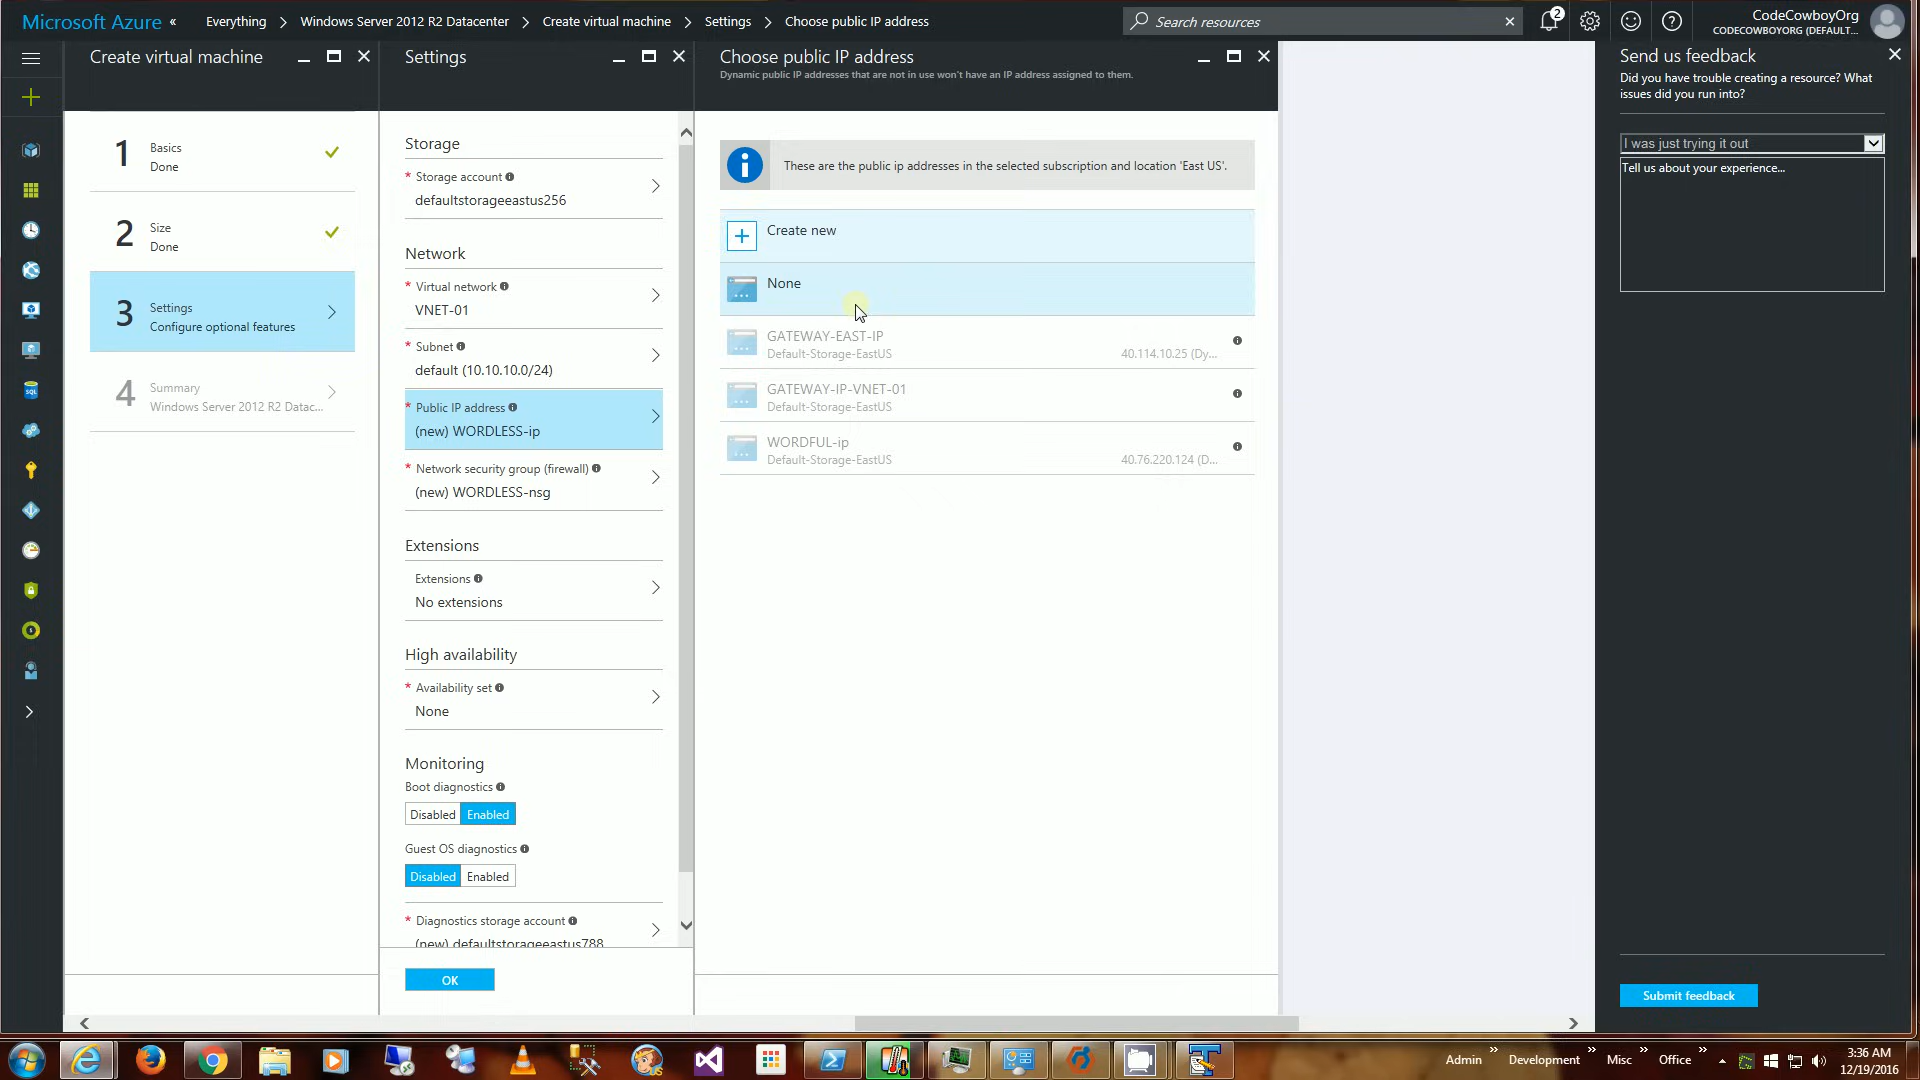 Microsoft Azure «
Everything > Windows Server 2012 R2 Datacenter > Create virtual machine > Settings > Choose public IP address
Search resources
2
CodeCowboyOrg
CODECOWBOYORG (DEFAULT...
Create virtual machine
1
Basics
Done
2
Size
Done
3
Settings
Configure optional features
4
Summary
Windows Server 2012 R2 Datac...
Settings
Storage
* Storage account
defaultstorageeastus256
Network
* Virtual network
VNET-01
* Subnet
default (10.10.10.0/24)
* Public IP address
(new) WORDLESS-ip
* Network security group (firewall)
(new) WORDLESS-nsg
Extensions
Extensions
No extensions
High availability
* Availability set
None
Monitoring
Boot diagnostics
Disabled Enabled
Guest OS diagnostics
Disabled Enabled
* Diagnostics storage account
(new) defaultstorageeastus788
OK
Choose public IP address
Dynamic public IP addresses that are not in use won't have an IP address assigned to them.
These are the public ip addresses in the selected subscription and location 'East US'.
Create new
None
GATEWAY-EAST-IP
Default-Storage-EastUS
40.114.10.25 (Dy...
GATEWAY-IP-VNET-01
Default-Storage-EastUS
WORDFUL-ip
Default-Storage-EastUS
40.76.220.124 (D...
Send us feedback
Did you have trouble creating a resource? What
issues did you run into?
I was just trying it out
Tell us about your experience...
Submit feedback
Admin » Development » Misc » Office »
3:36 AM
12/19/2016